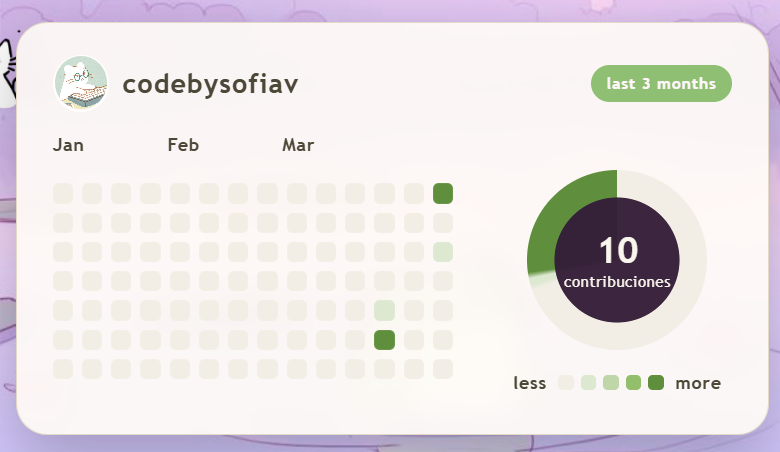 codebysofiav
last 3 months
Jan Feb Mar
10
contribuciones
less more